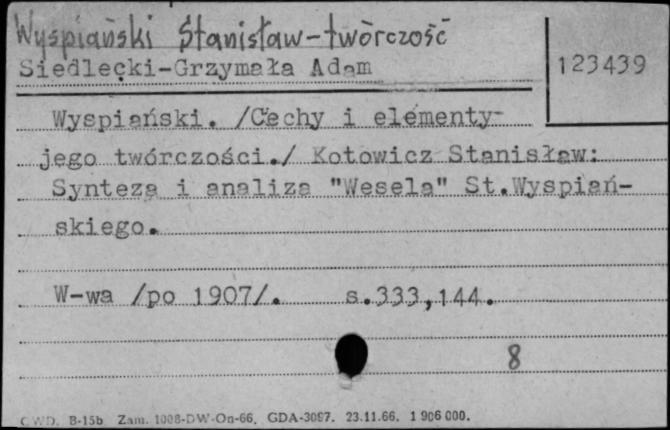 Wyspiański Stanisław-twórczość
Siedlecki-Grzymała Adam
123439
Wyspiański. /Cechy i elementy
jego twórczości./ Kotowicz Stanisław:
Synteza i analiza "Wesela" St.Wyspiań-
skiego.
W-wa /po 1907/. s.333,144.
8
CWD. B-15b Zam. 1008-DW-On-66. GDA-3097. 23.11.66. 1 906 000.